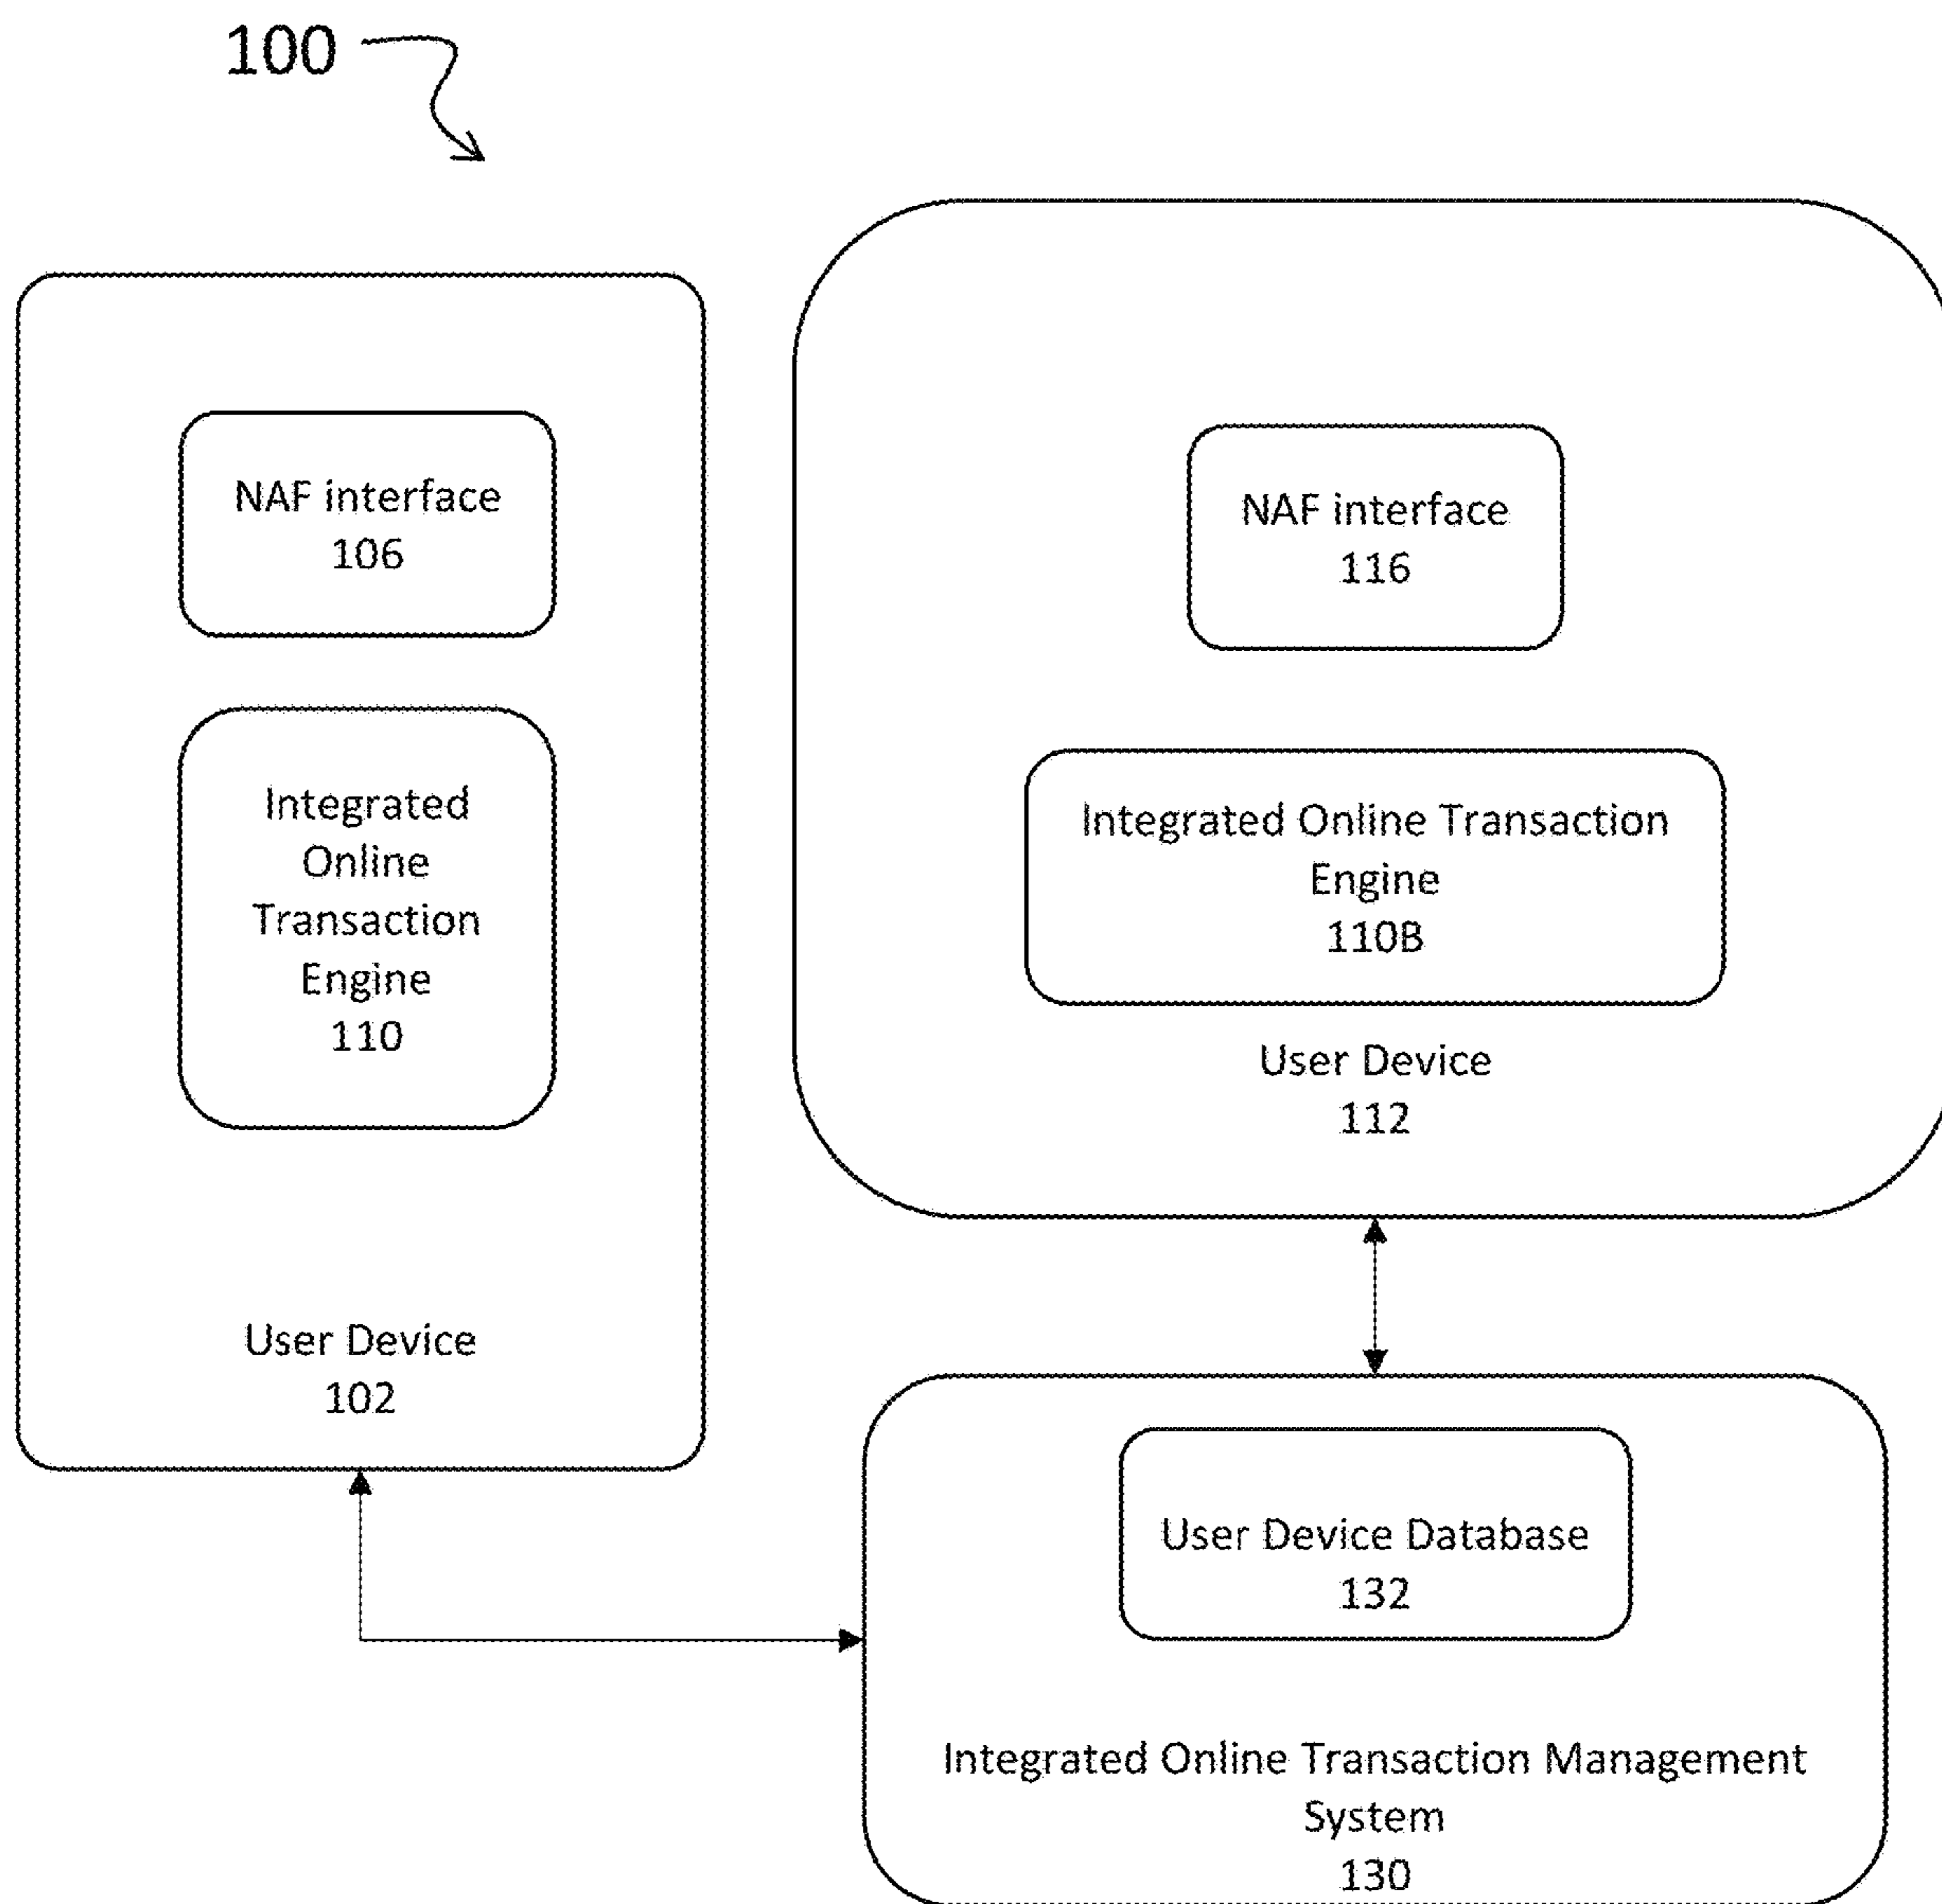 100
NAF interface
106
Integrated
Online
Transaction
Engine
110
User Device
102
NAF interface
116
Integrated Online Transaction
Engine
110B
User Device
112
User Device Database
132
Integrated Online Transaction Management
System
130